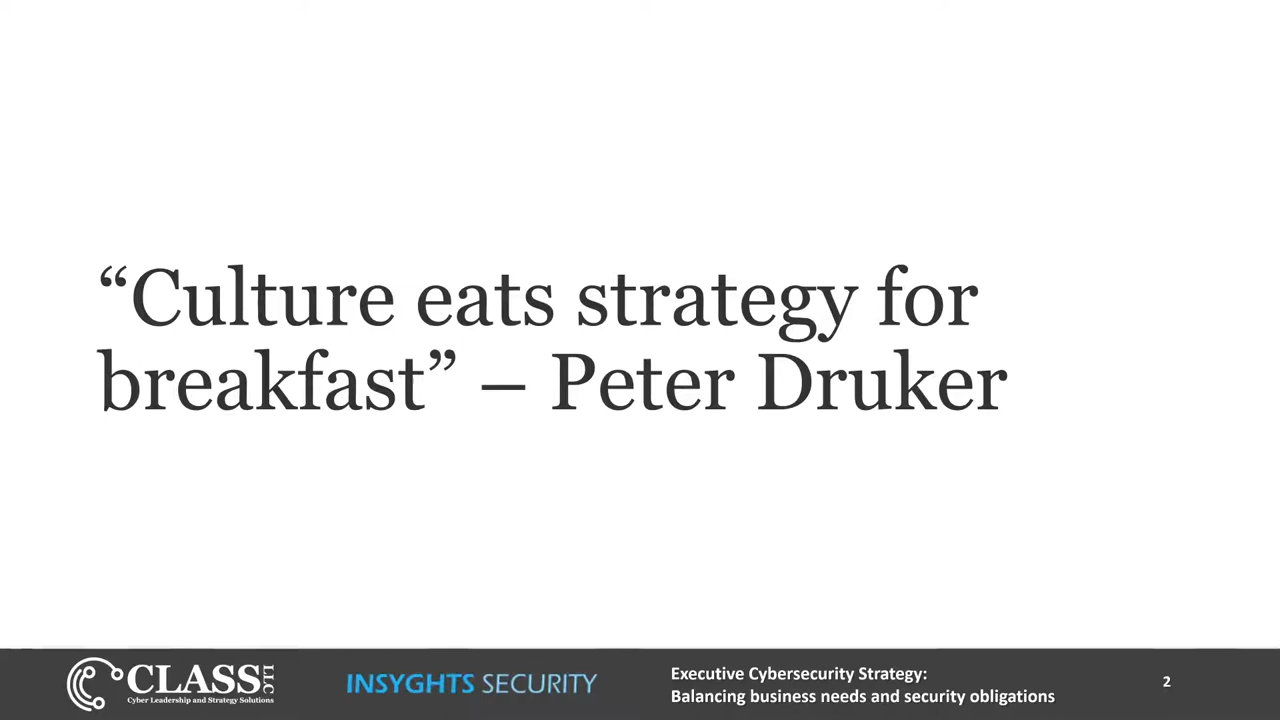 “Culture eats strategy for
breakfast” – Peter Druker
CLASS LLC
Cyber Leadership and Strategy Solutions
INSYGHTS SECURITY
Executive Cybersecurity Strategy:
Balancing business needs and security obligations
2